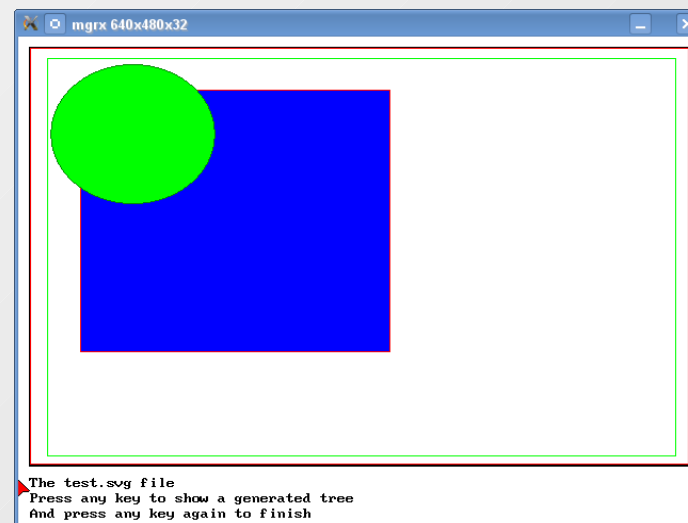 mgrx 640x480x32
The test.svg file
Press any key to show a generated tree
And press any key again to finish